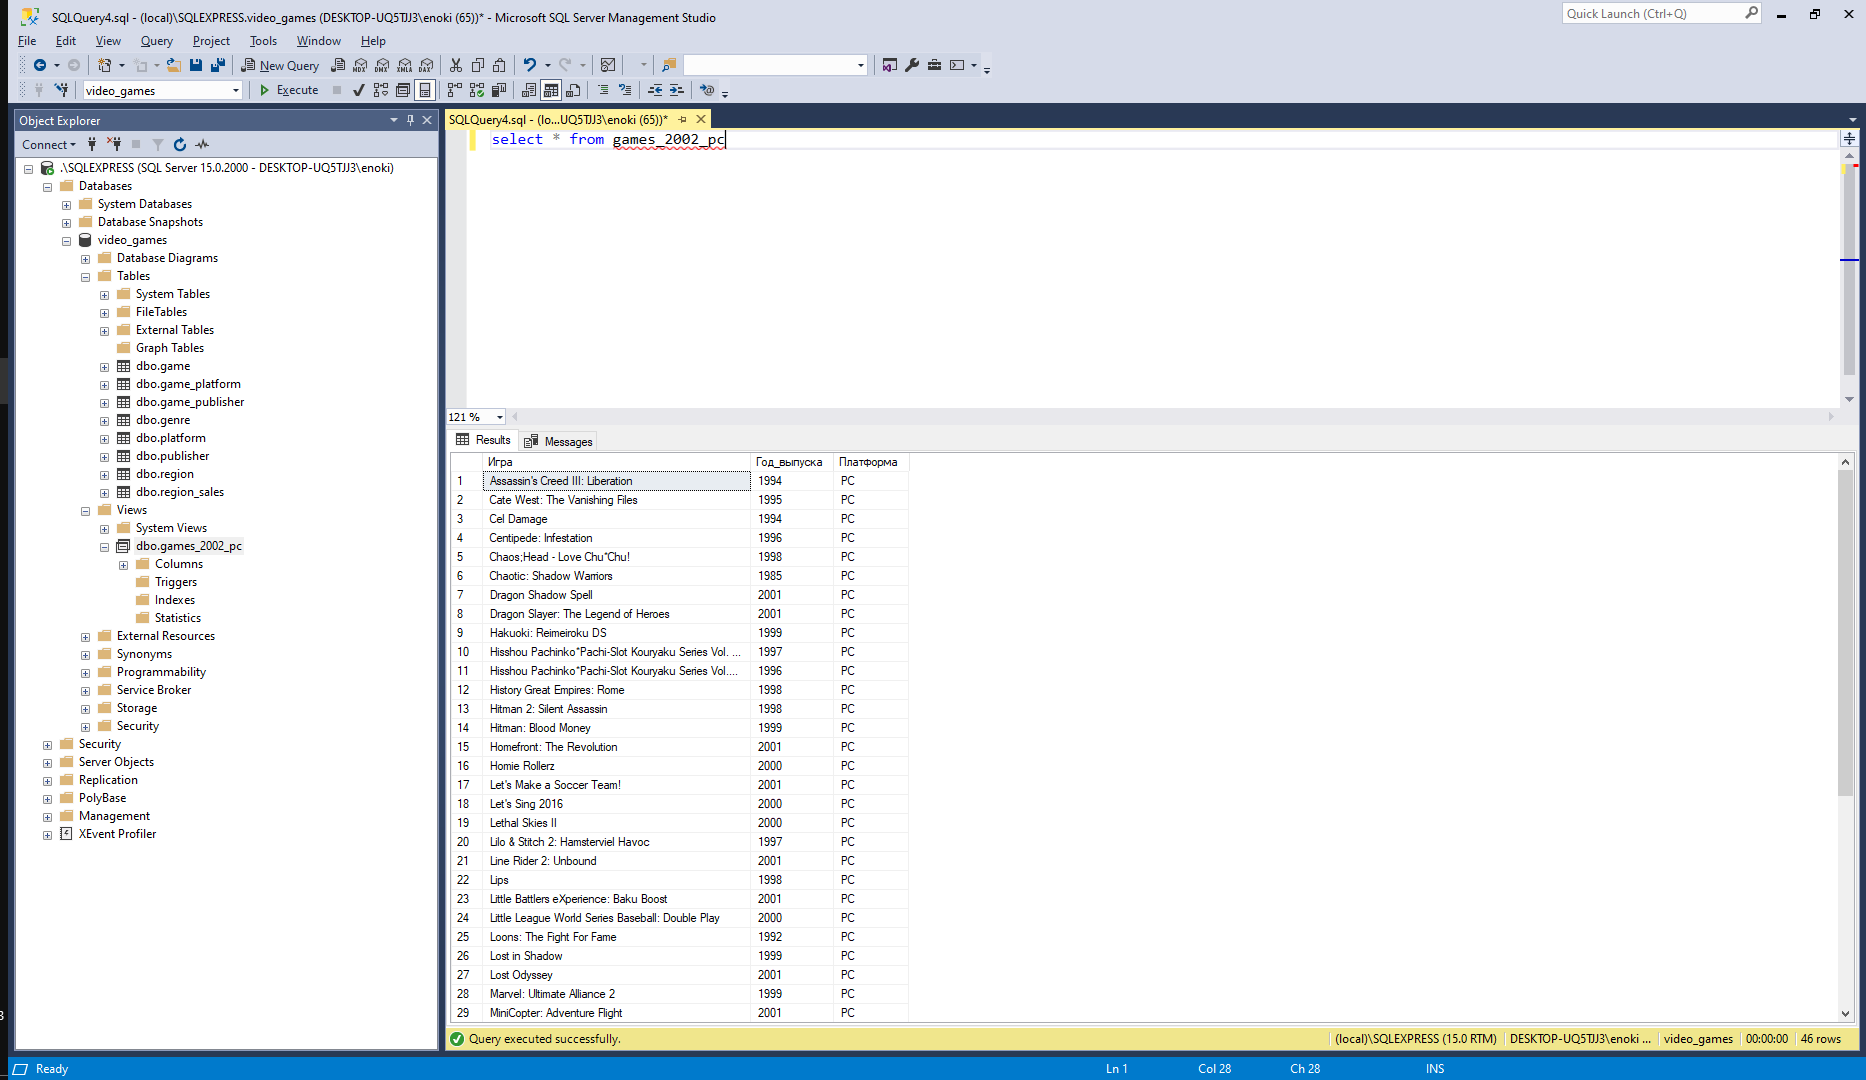 SQLQuery4.sql - (local)\SQLEXPRESS.video_games (DESKTOP-UQ5TJJ3\enoki (65))* - Microsoft SQL Server Management Studio
Quick Launch (Ctrl+Q)
File Edit View Query Project Tools Window Help
New Query
video_games
Execute
Object Explorer
Connect
.\SQLEXPRESS (SQL Server 15.0.2000 - DESKTOP-UQ5TJJ3\enoki)
Databases
System Databases
Database Snapshots
video_games
Database Diagrams
Tables
System Tables
FileTables
External Tables
Graph Tables
dbo.game
dbo.game_platform
dbo.game_publisher
dbo.genre
dbo.platform
dbo.publisher
dbo.region
dbo.region_sales
Views
System Views
dbo.games_2002_pc
Columns
Triggers
Indexes
Statistics
External Resources
Synonyms
Programmability
Service Broker
Storage
Security
Security
Server Objects
Replication
PolyBase
Management
XEvent Profiler
SQLQuery4.sql - (lo...UQ5TJJ3\enoki (65))*
select * from games_2002_pc
121 %
Results Messages
Игра Год_выпуска Платформа
1 Assassin's Creed III: Liberation 1994 PC
2 Cate West: The Vanishing Files 1995 PC
3 Cel Damage 1994 PC
4 Centipede: Infestation 1996 PC
5 Chaos;Head - Love Chu*Chu! 1998 PC
6 Chaotic: Shadow Warriors 1985 PC
7 Dragon Shadow Spell 2001 PC
8 Dragon Slayer: The Legend of Heroes 2001 PC
9 Hakuoki: Reimeiroku DS 1999 PC
10 Hisshou Pachinko*Pachi-Slot Kouryaku Series Vol. ... 1997 PC
11 Hisshou Pachinko*Pachi-Slot Kouryaku Series Vol.... 1996 PC
12 History Great Empires: Rome 1998 PC
13 Hitman 2: Silent Assassin 1998 PC
14 Hitman: Blood Money 1999 PC
15 Homefront: The Revolution 2001 PC
16 Homie Rollerz 2000 PC
17 Let's Make a Soccer Team! 2001 PC
18 Let's Sing 2016 2000 PC
19 Lethal Skies II 2000 PC
20 Lilo & Stitch 2: Hamsterviel Havoc 1997 PC
21 Line Rider 2: Unbound 2001 PC
22 Lips 1998 PC
23 Little Battlers eXperience: Baku Boost 2001 PC
24 Little League World Series Baseball: Double Play 2000 PC
25 Loons: The Fight For Fame 1992 PC
26 Lost in Shadow 1999 PC
27 Lost Odyssey 2001 PC
28 Marvel: Ultimate Alliance 2 1999 PC
29 MiniCopter: Adventure Flight 2001 PC
Query executed successfully.
(local)\SQLEXPRESS (15.0 RTM) DESKTOP-UQ5TJJ3\enoki ... video_games 00:00:00 46 rows
Ready Ln 1 Col 28 Ch 28 INS